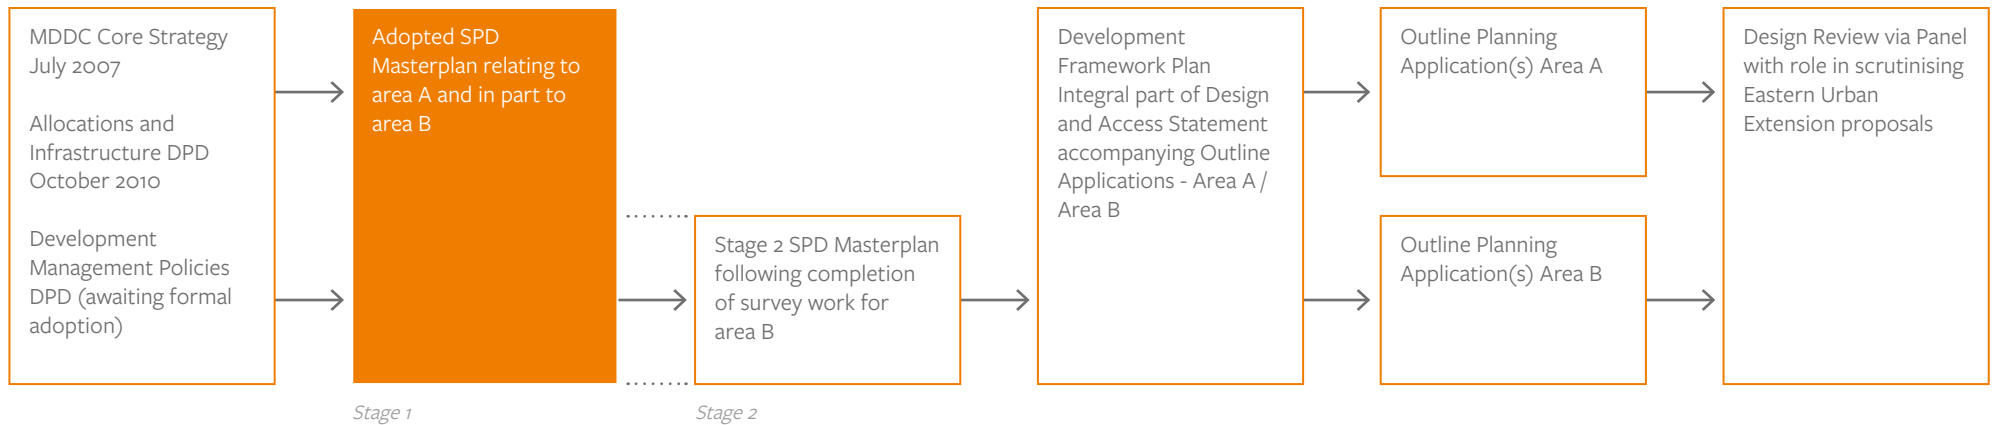 MDDC Core Strategy
July 2007
Allocations and
Infrastructure DPD
October 2010
Development
Management Policies
DPD (awaiting formal
adoption)
Adopted SPD
Masterplan relating to
area A and in part to
area B
Stage 1
Stage 2 SPD Masterplan
following completion
of survey work for
area B
Stage 2
Development
Framework Plan
Integral part of Design
and Access Statement
accompanying Outline
Applications - Area A /
Area B
Outline Planning
Application(s) Area A
Outline Planning
Application(s) Area B
Design Review via Panel
with role in scrutinising
Eastern Urban
Extension proposals